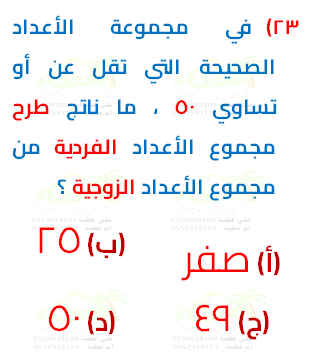 ٢٣) في مجموعة الأعداد
الصحيحة التي تقل عن أو
تساوي ٥٠ ، ما ناتج طرح
مجموع الأعداد الفردية من
مجموع الأعداد الزوجية ؟
(أ) صفر (ب) ٢٥
(ج) ٤٩ (د) ٥٠